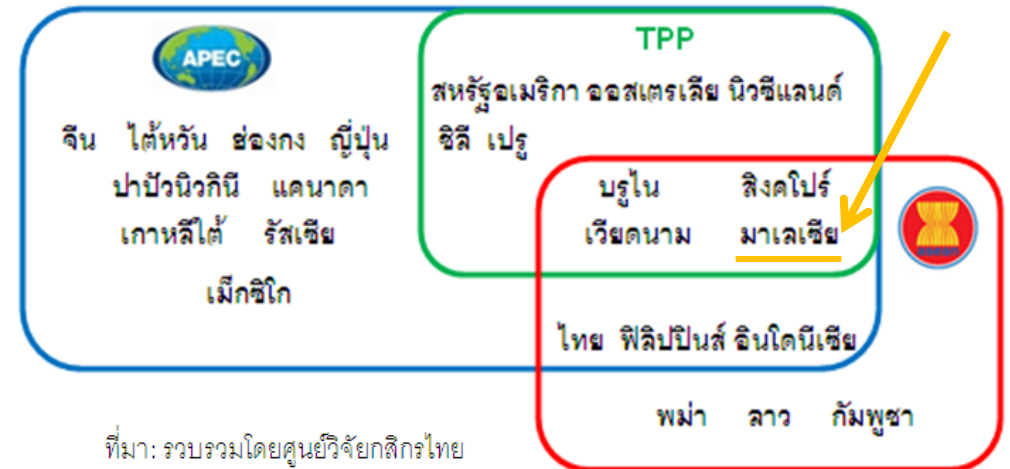 APEC
จีน ไต้หวัน ฮ่องกง ญี่ปุ่น
ปาปัวนิวกินี แคนาดา
เกาหลีใต้ รัสเซีย
เม็กซิโก
TPP
สหรัฐอเมริกา ออสเตรเลีย นิวซีแลนด์
ชิลี เปรู
บรูไน สิงคโปร์
เวียดนาม มาเลเซีย
ไทย ฟิลิปปินส์ อินโดนีเซีย
พม่า ลาว กัมพูชา
ที่มา: รวบรวมโดยศูนย์วิจัยกสิกรไทย